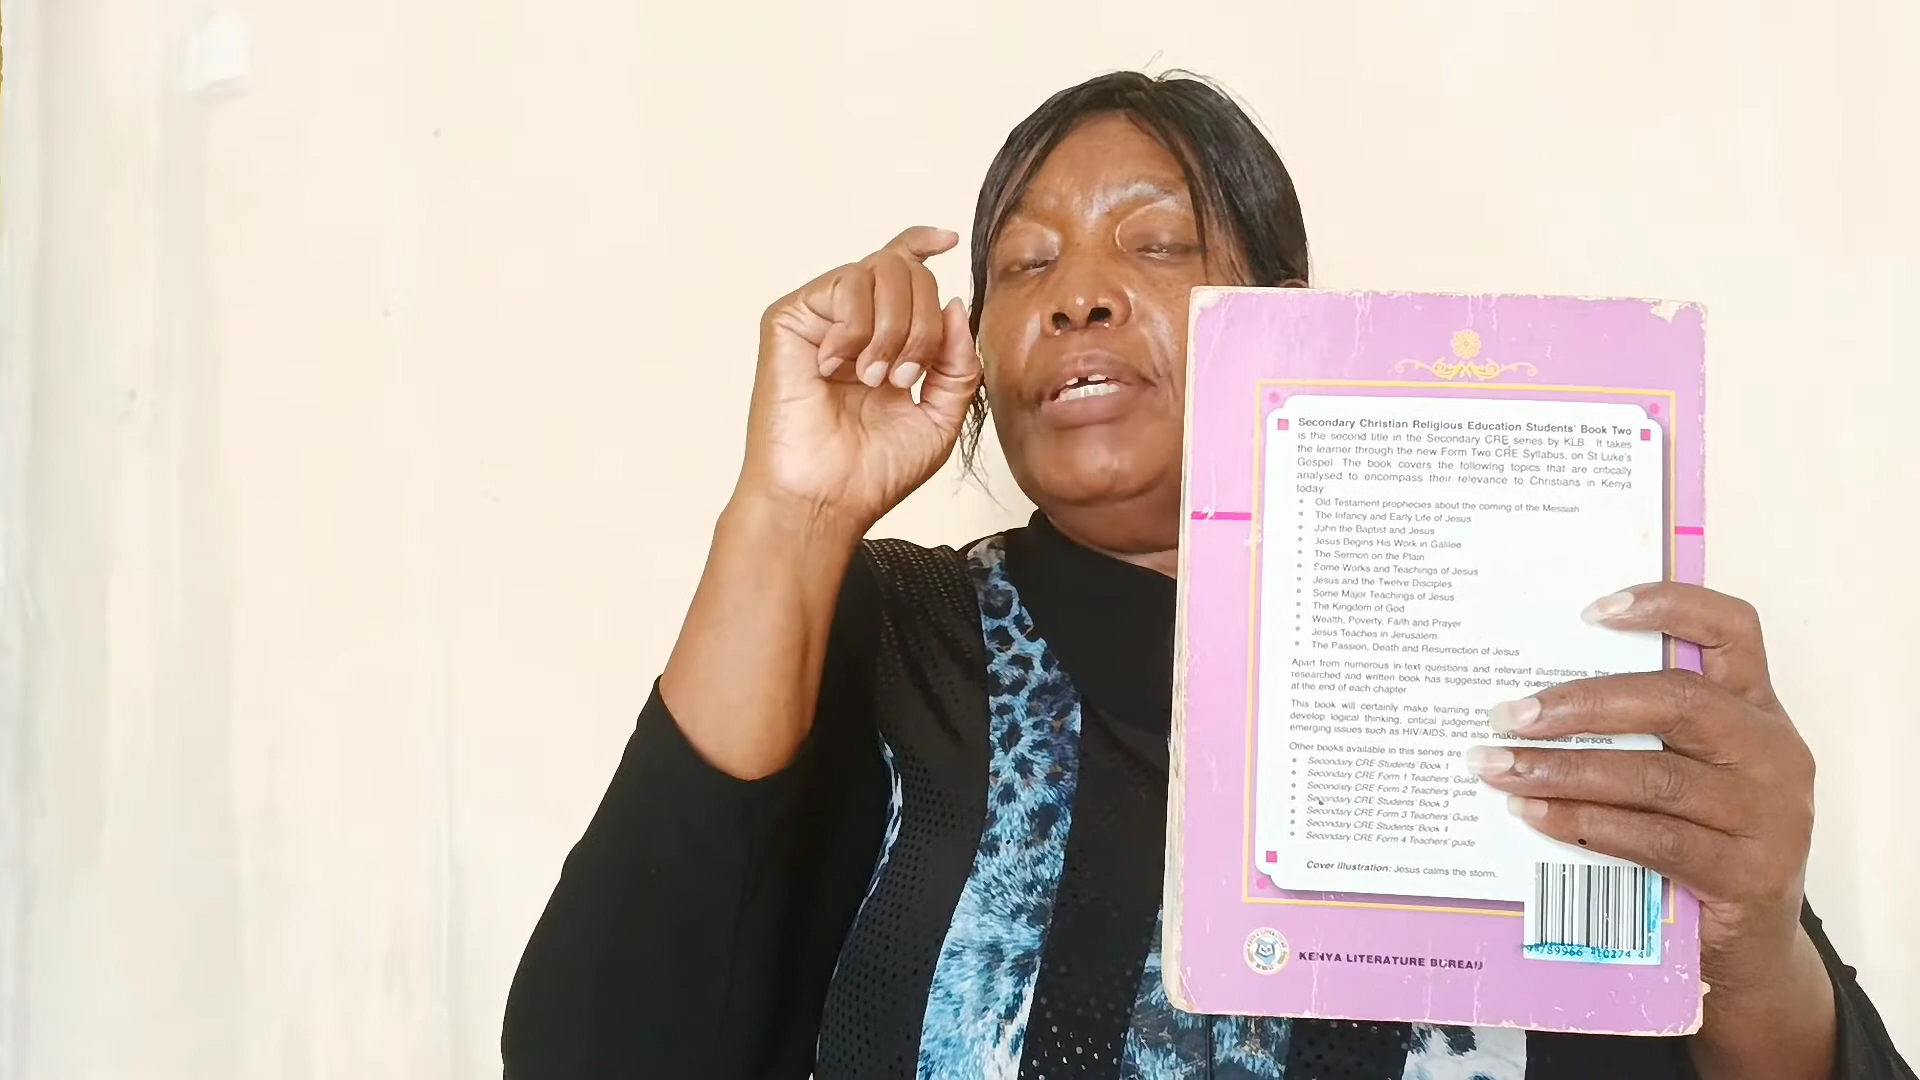 Secondary Christian Religious Education Students' Book Two
is the second title in the Secondary CRE series by KLB. It takes
the learner through the new Form Two CRE Syllabus, on St Luke's
Gospel. The book covers the following topics that are critically
analysed to encompass their relevance to Christians in Kenya
today:
• Old Testament prophecies about the coming of the Messiah
• The Infancy and Early Life of Jesus
• John the Baptist and Jesus
• Jesus Begins His Work in Galilee
• The Sermon on the Plain
• Some Works and Teachings of Jesus
• Jesus and the Twelve Disciples
• Some Major Teachings of Jesus
• The Kingdom of God
• Wealth, Poverty, Faith and Prayer
• Jesus Teaches in Jerusalem
• The Passion, Death and Resurrection of Jesus
Apart from numerous in-text questions and relevant illustrations, this
researched and written book has suggested study
at the end of each chapter.
This book will certainly make learning
develop logical thinking, critical judgement
emerging issues such as HIV/AIDS, and also make better persons.
Other books available in this series are:
• Secondary CRE Students' Book 1
• Secondary CRE Form 1 Teachers' Guide
• Secondary CRE Form 2 Teachers' guide
• Secondary CRE Students' Book 3
• Secondary CRE Form 3 Teachers' Guide
• Secondary CRE Students' Book 4
• Secondary CRE Form 4 Teachers' guide
Cover illustration: Jesus calms the storm.
KENYA LITERATURE BUREAU